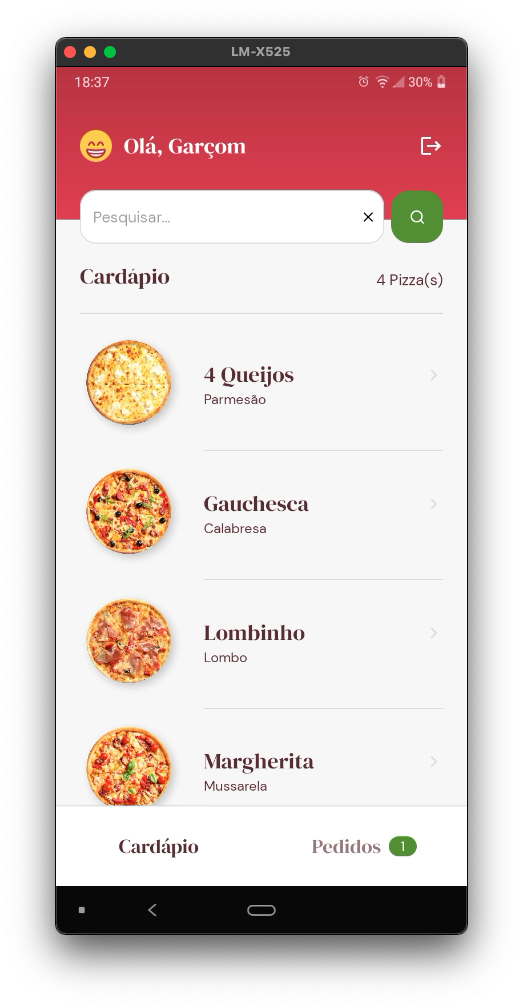 LM-X525
18:37 30%
Olá, Garçom
Pesquisar...
Cardápio 4 Pizza(s)
4 Queijos
Parmesão
Gauchesca
Calabresa
Lombinho
Lombo
Margherita
Mussarela
Cardápio Pedidos 1